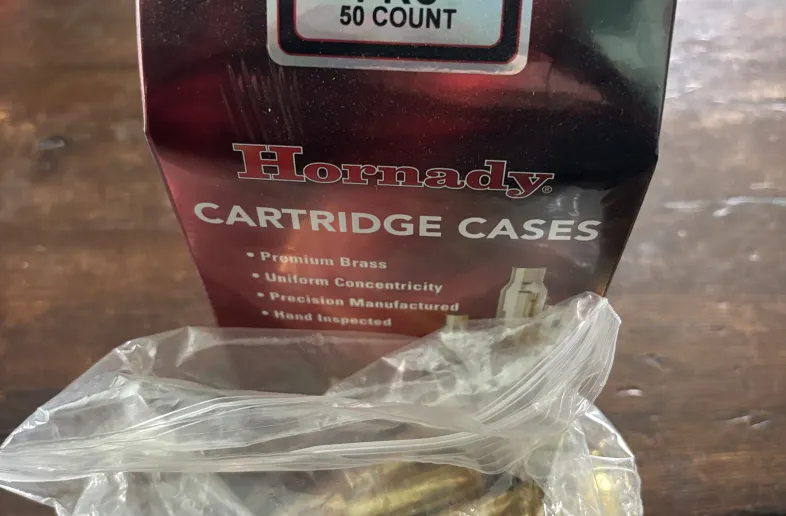 50 COUNT
Hornady®
CARTRIDGE CASES
• Premium Brass
• Uniform Concentricity
• Precision Manufactured
• Hand Inspected